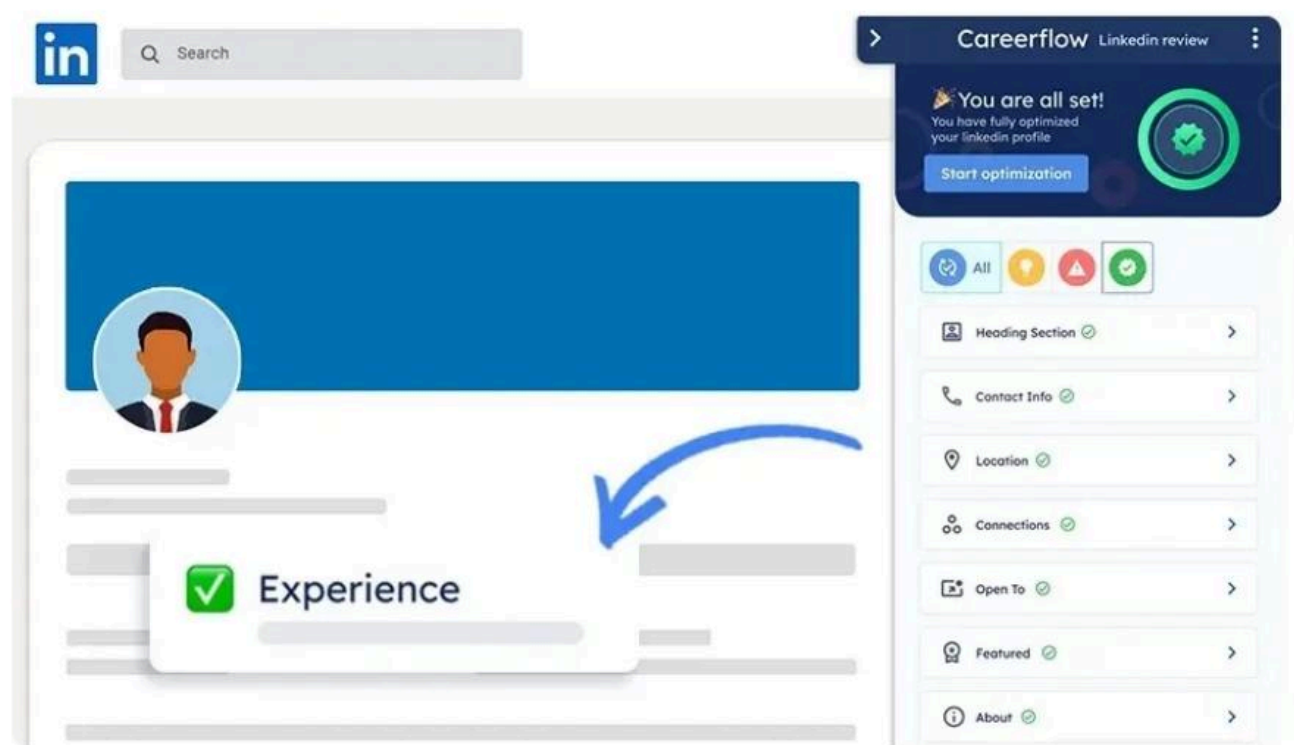 in
Search
Careerflow Linkedin review
You are all set!
You have fully optimized
your linkedin profile
Start optimization
All
Heading Section
Contact Info
Location
Connections
Open To
Featured
About
Experience